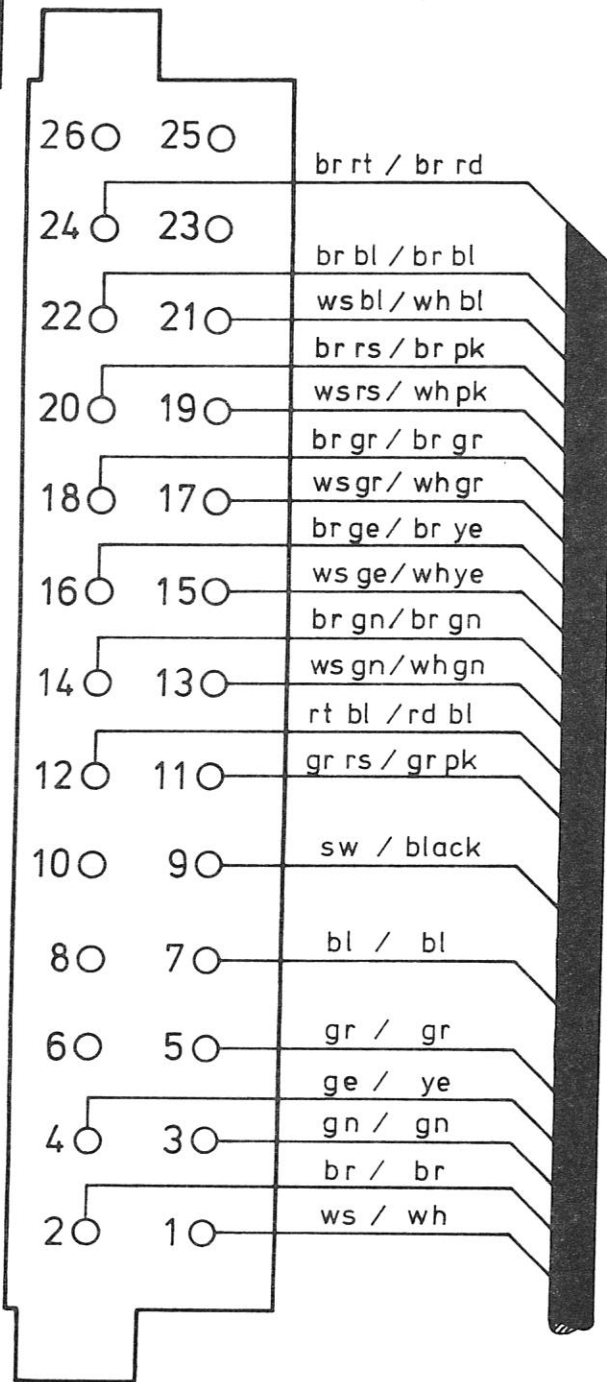 26 25
br rt / br rd
24 23
br bl / br bl
22 21 ws bl / wh bl
br rs / br pk
20 19 ws rs / wh pk
br gr / br gr
18 17 ws gr / wh gr
br ge / br ye
16 15 ws ge / wh ye
br gn / br gn
14 13 ws gn / wh gn
rt bl / rd bl
12 11 gr rs / gr pk
10 9 sw / black
8 7 bl / bl
6 5 gr / gr
ge / ye
4 3 gn / gn
br / br
2 1 ws / wh